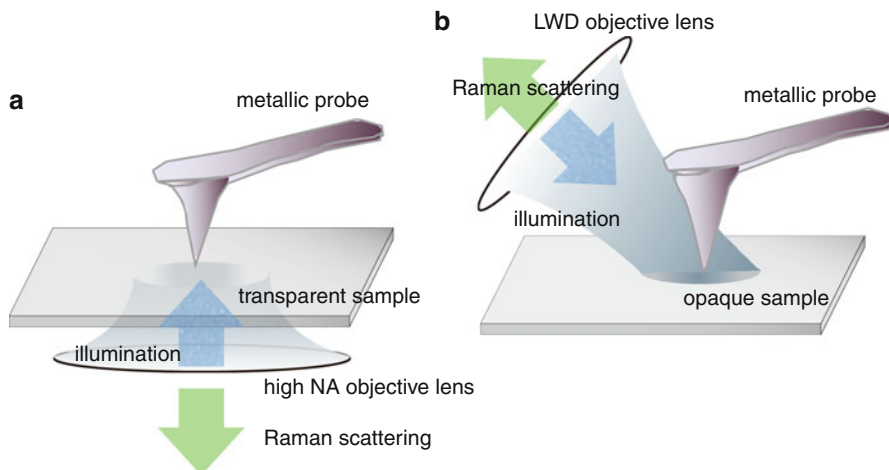 a
metallic probe
transparent sample
illumination
high NA objective lens
Raman scattering
b
LWD objective lens
Raman scattering
metallic probe
illumination
opaque sample